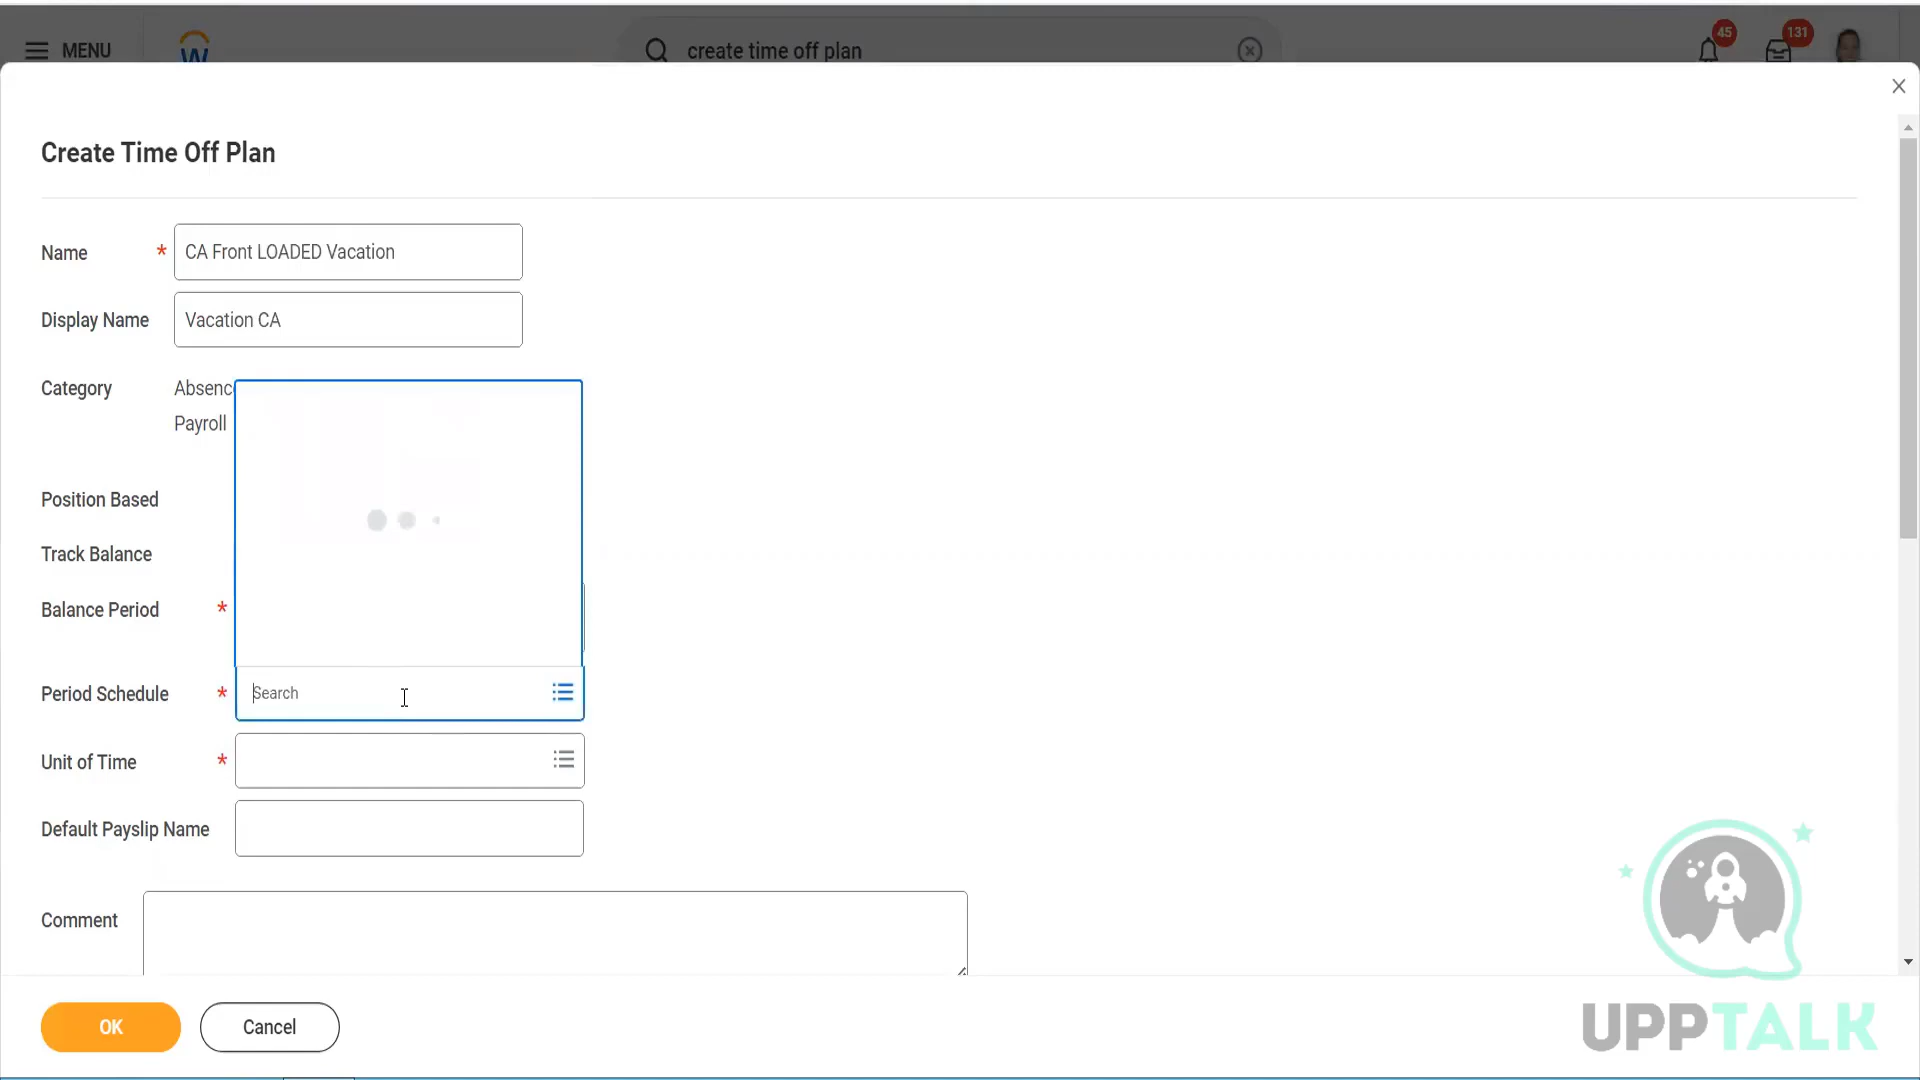 MENU
create time off plan
45
131
Create Time Off Plan
Name *
CA Front LOADED Vacation
Display Name
Vacation CA
Category
Absenc
Payroll
Position Based
Track Balance
Balance Period *
Period Schedule *
Search
Unit of Time *
Default Payslip Name
Comment
OK
Cancel
UPPTALK